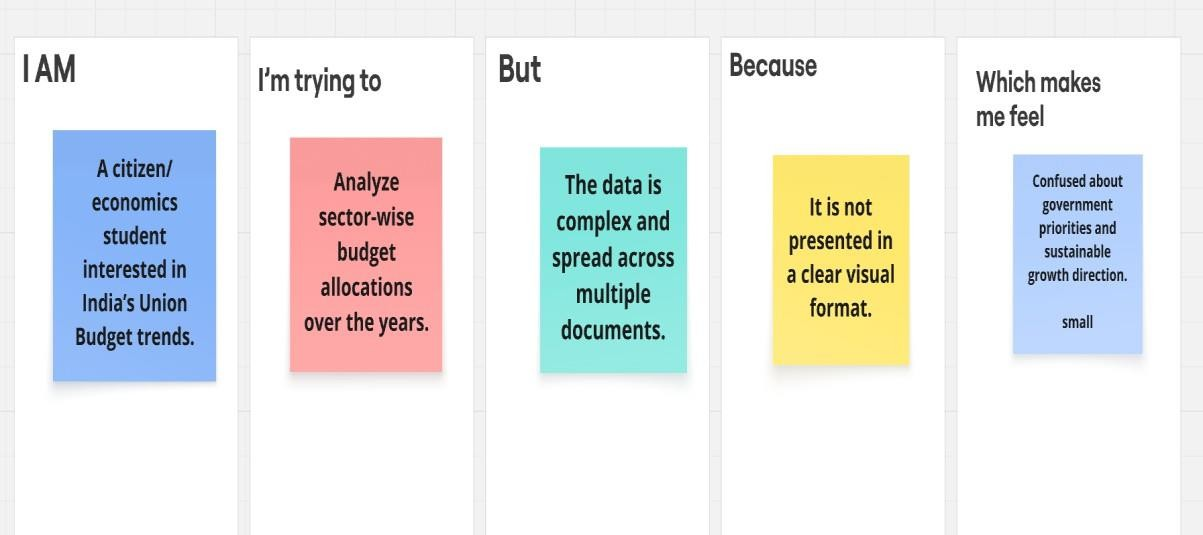 I AM
A citizen/
economics
student
interested in
India's Union
Budget trends.
I'm trying to
Analyze
sector-wise
budget
allocations
over the years.
But
The data is
complex and
spread across
multiple
documents.
Because
It is not
presented in
a clear visual
format.
Which makes
me feel
Confused about
government
priorities and
sustainable
growth direction.
small